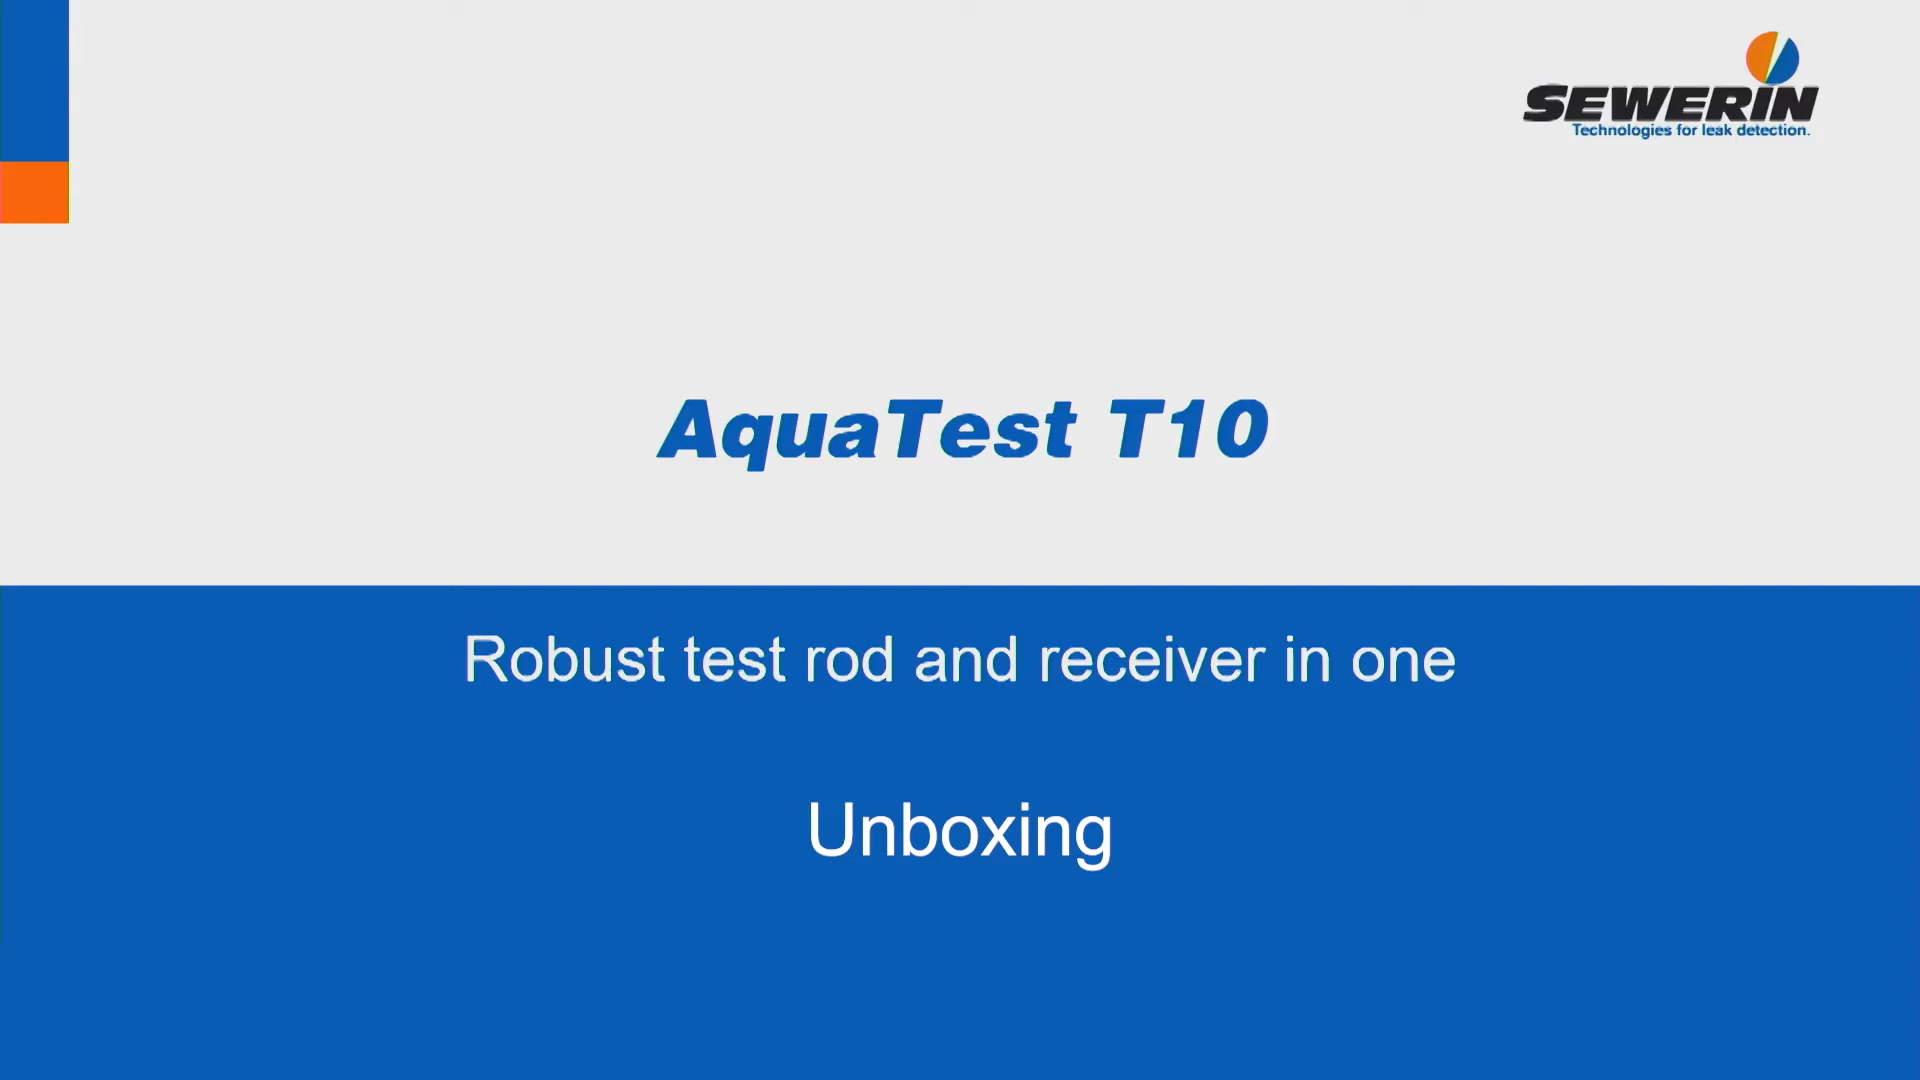 SEWERIN
Technologies for leak detection.
AquaTest T10
Robust test rod and receiver in one
Unboxing